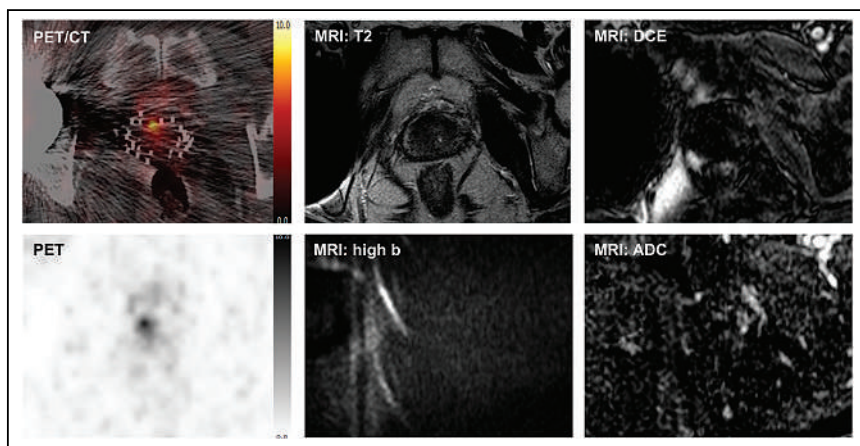 PET/CT
10.0
0.0
MRI: T2
MRI: DCE
PET
MRI: high b
MRI: ADC